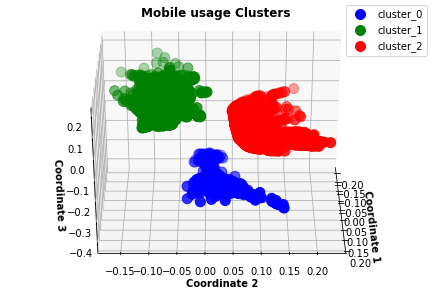 Mobile usage Clusters
cluster_0
cluster_1
cluster_2
0.2
0.1
0.0
−0.1
−0.2
−0.3
−0.4
Coordinate 3
−0.15 −0.10 −0.05 0.00 0.05 0.10 0.15 0.20
Coordinate 2
−0.20
−0.15
−0.10
−0.05
0.00
0.05
0.10
0.15
0.20
Coordinate 1